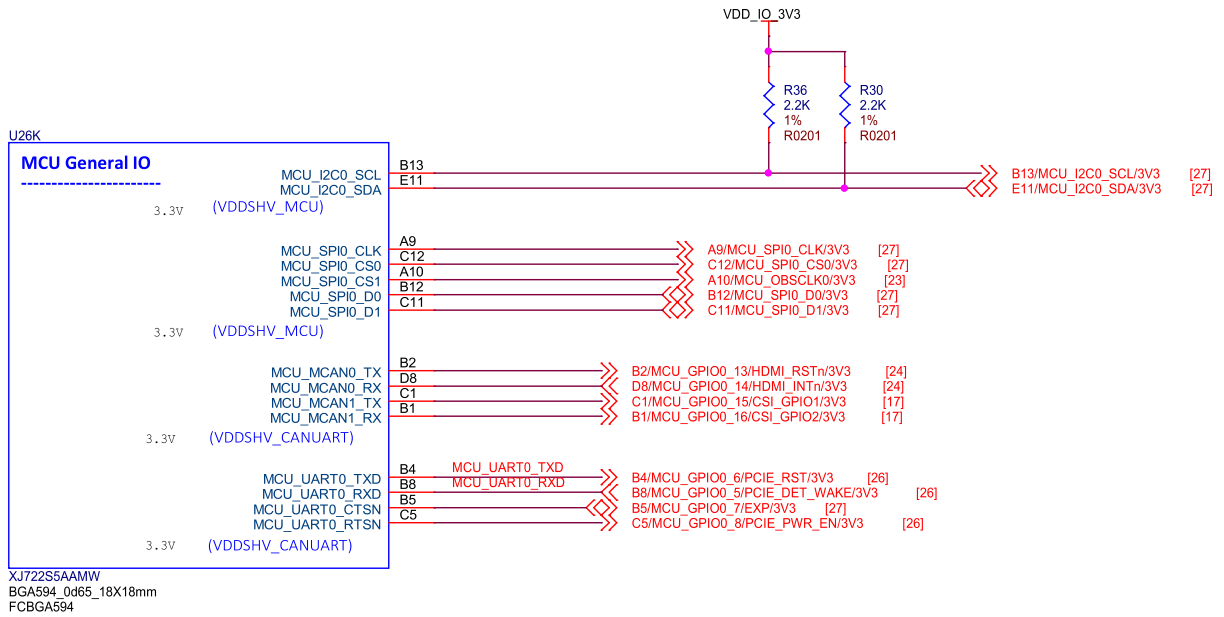 VDD_IO_3V3
R36
2.2K
1%
R0201
R30
2.2K
1%
R0201
U26K
MCU General IO
-----------------------
MCU_I2C0_SCL B13 B13/MCU_I2C0_SCL/3V3 [27]
MCU_I2C0_SDA E11 E11/MCU_I2C0_SDA/3V3 [27]
3.3V (VDDSHV_MCU)
MCU_SPI0_CLK A9 A9/MCU_SPI0_CLK/3V3 [27]
MCU_SPI0_CS0 C12 C12/MCU_SPI0_CS0/3V3 [27]
MCU_SPI0_CS1 A10 A10/MCU_OBSCLK0/3V3 [23]
MCU_SPI0_D0 B12 B12/MCU_SPI0_D0/3V3 [27]
MCU_SPI0_D1 C11 C11/MCU_SPI0_D1/3V3 [27]
3.3V (VDDSHV_MCU)
MCU_MCAN0_TX B2 B2/MCU_GPIO0_13/HDMI_RSTn/3V3 [24]
MCU_MCAN0_RX D8 D8/MCU_GPIO0_14/HDMI_INTn/3V3 [24]
MCU_MCAN1_TX C1 C1/MCU_GPIO0_15/CSI_GPIO1/3V3 [17]
MCU_MCAN1_RX B1 B1/MCU_GPIO0_16/CSI_GPIO2/3V3 [17]
3.3V (VDDSHV_CANUART)
MCU_UART0_TXD B4 MCU_UART0_TXD B4/MCU_GPIO0_6/PCIE_RST/3V3 [26]
MCU_UART0_RXD B8 MCU_UART0_RXD B8/MCU_GPIO0_5/PCIE_DET_WAKE/3V3 [26]
MCU_UART0_CTSN B5 B5/MCU_GPIO0_7/EXP/3V3 [27]
MCU_UART0_RTSN C5 C5/MCU_GPIO0_8/PCIE_PWR_EN/3V3 [26]
3.3V (VDDSHV_CANUART)
XJ722S5AAMW
BGA594_0d65_18X18mm
FCBGA594